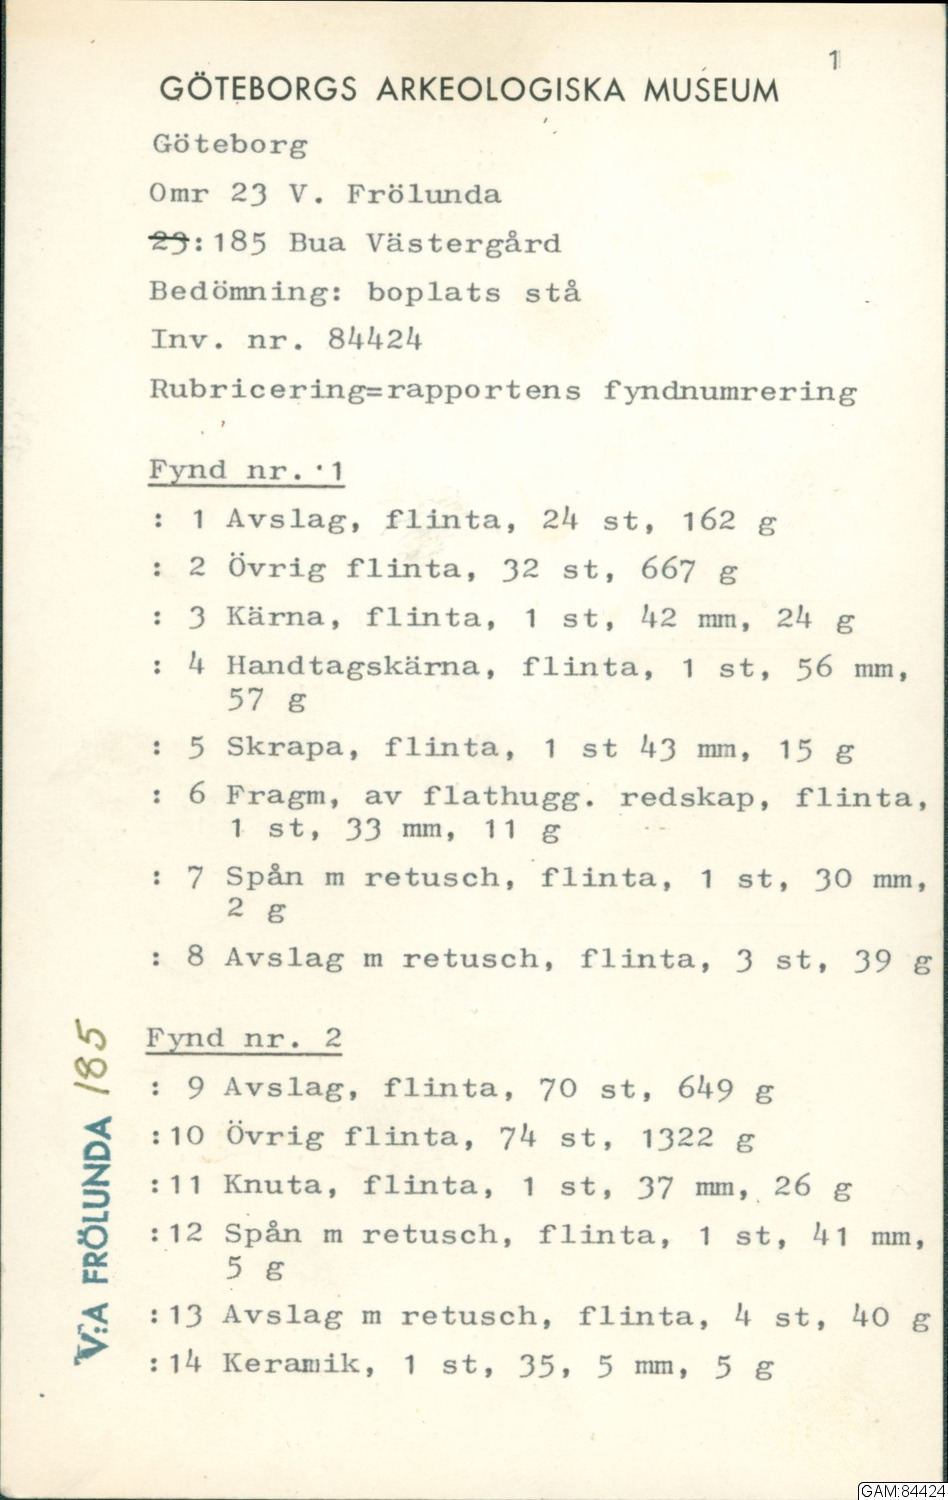 1
GÖTEBORGS ARKEOLOGISKA MUSEUM
Göteborg
Omr 23 V. Frölunda
23:185 Bua Västergård
Bedömning: boplats stå
Inv. nr. 84424
Rubricering=rapportens fyndnumrering
Fynd nr. 1
: 1 Avslag, flinta, 24 st, 162 g
: 2 Övrig flinta, 32 st, 667 g
: 3 Kärna, flinta, 1 st, 42 mm, 24 g
: 4 Handtagskärna, flinta, 1 st, 56 mm,
57 g
: 5 Skrapa, flinta, 1 st 43 mm, 15 g
: 6 Fragm, av flathugg. redskap, flinta,
1 st, 33 mm, 11 g
: 7 Spån m retusch, flinta, 1 st, 30 mm,
2 g
: 8 Avslag m retusch, flinta, 3 st, 39 g
Fynd nr. 2
: 9 Avslag, flinta, 70 st, 649 g
:10 Övrig flinta, 74 st, 1322 g
:11 Knuta, flinta, 1 st, 37 mm, 26 g
:12 Spån m retusch, flinta, 1 st, 41 mm,
5 g
:13 Avslag m retusch, flinta, 4 st, 40 g
:14 Keramik, 1 st, 35, 5 mm, 5 g
V:A FRÖLUNDA 185
GAM:84424